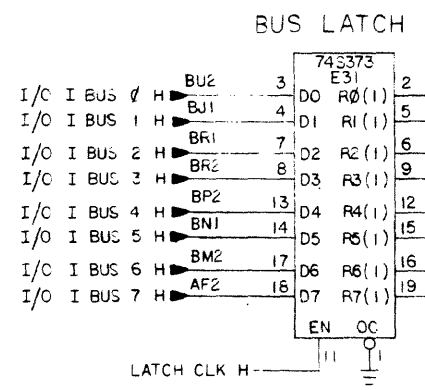 BUS LATCH
74S373
E31
I/O I BUS 0 H BU2 3 D0 R0(1) 2
I/O I BUS 1 H BJ1 4 D1 R1(1) 5
I/O I BUS 2 H BR1 7 D2 R2(1) 6
I/O I BUS 3 H BR2 8 D3 R3(1) 9
I/O I BUS 4 H BP2 13 D4 R4(1) 12
I/O I BUS 5 H BN1 14 D5 R5(1) 15
I/O I BUS 6 H BM2 17 D6 R6(1) 16
I/O I BUS 7 H AF2 18 D7 R7(1) 19
EN OC
11 1
LATCH CLK H